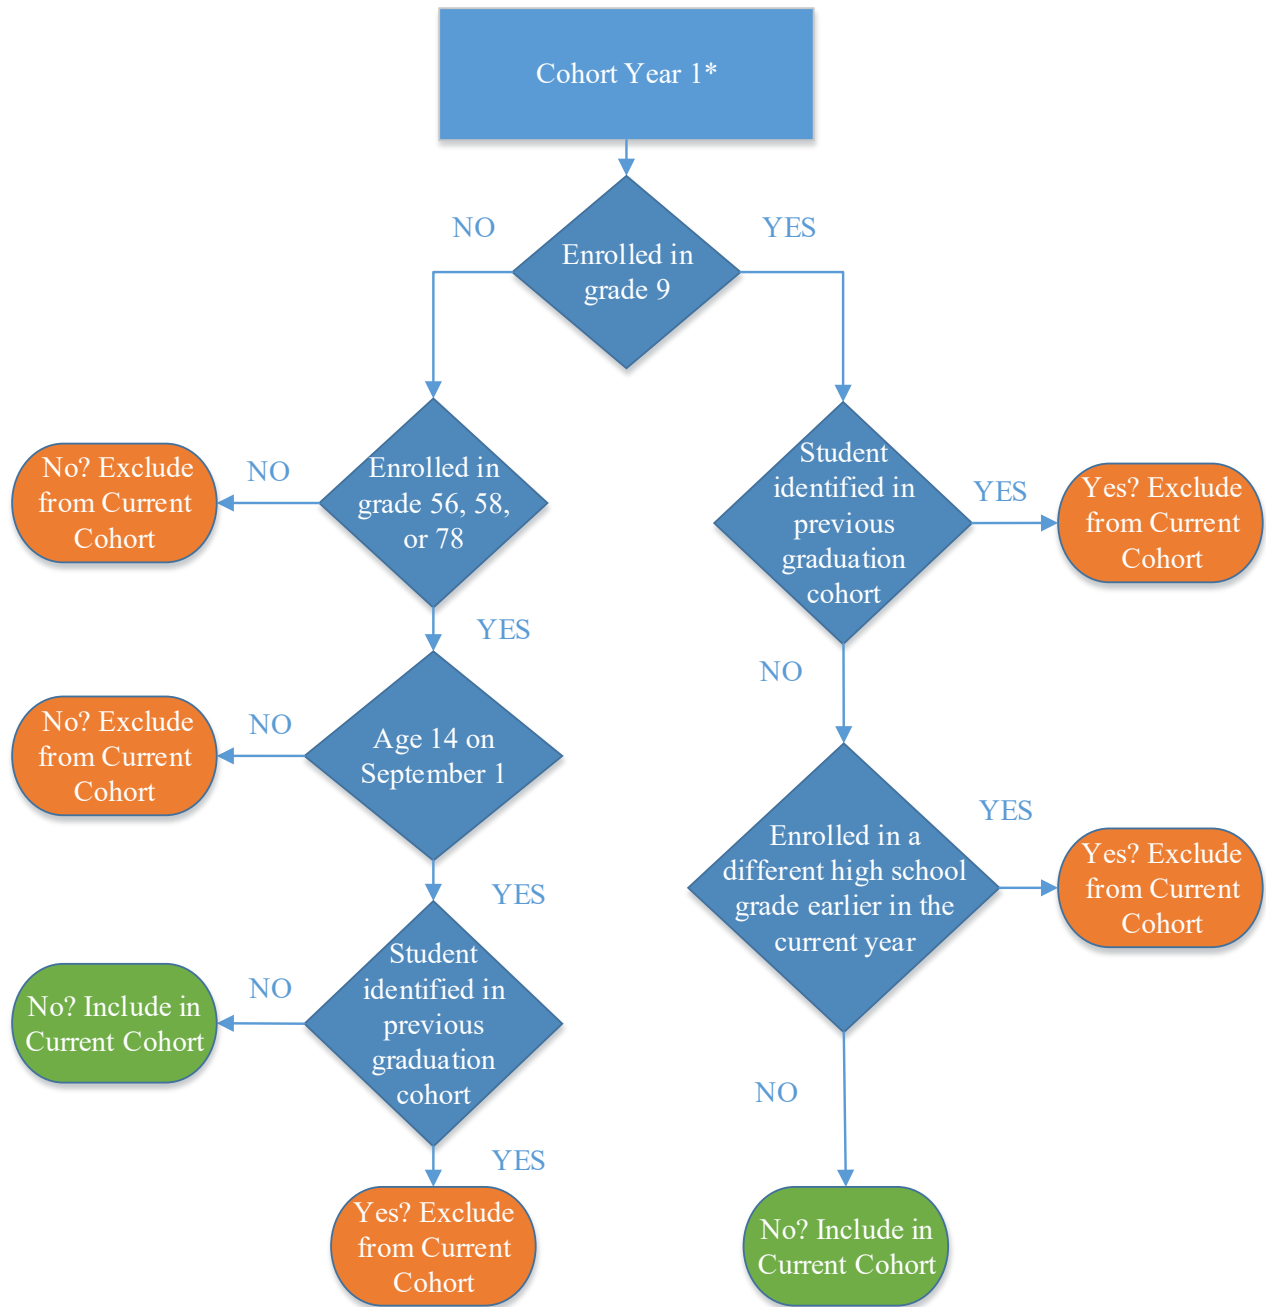 Cohort Year 1*
NO
YES
Enrolled in
grade 9
No? Exclude
from Current
Cohort
NO
Enrolled in
grade 56, 58,
or 78
YES
Student
identified in
previous
graduation
cohort
YES
Yes? Exclude
from Current
Cohort
NO
No? Exclude
from Current
Cohort
NO
Age 14 on
September 1
YES
Enrolled in a
different high school
grade earlier in the
current year
YES
Yes? Exclude
from Current
Cohort
No? Include in
Current Cohort
NO
Student
identified in
previous
graduation
cohort
YES
Yes? Exclude
from Current
Cohort
NO
No? Include in
Current Cohort